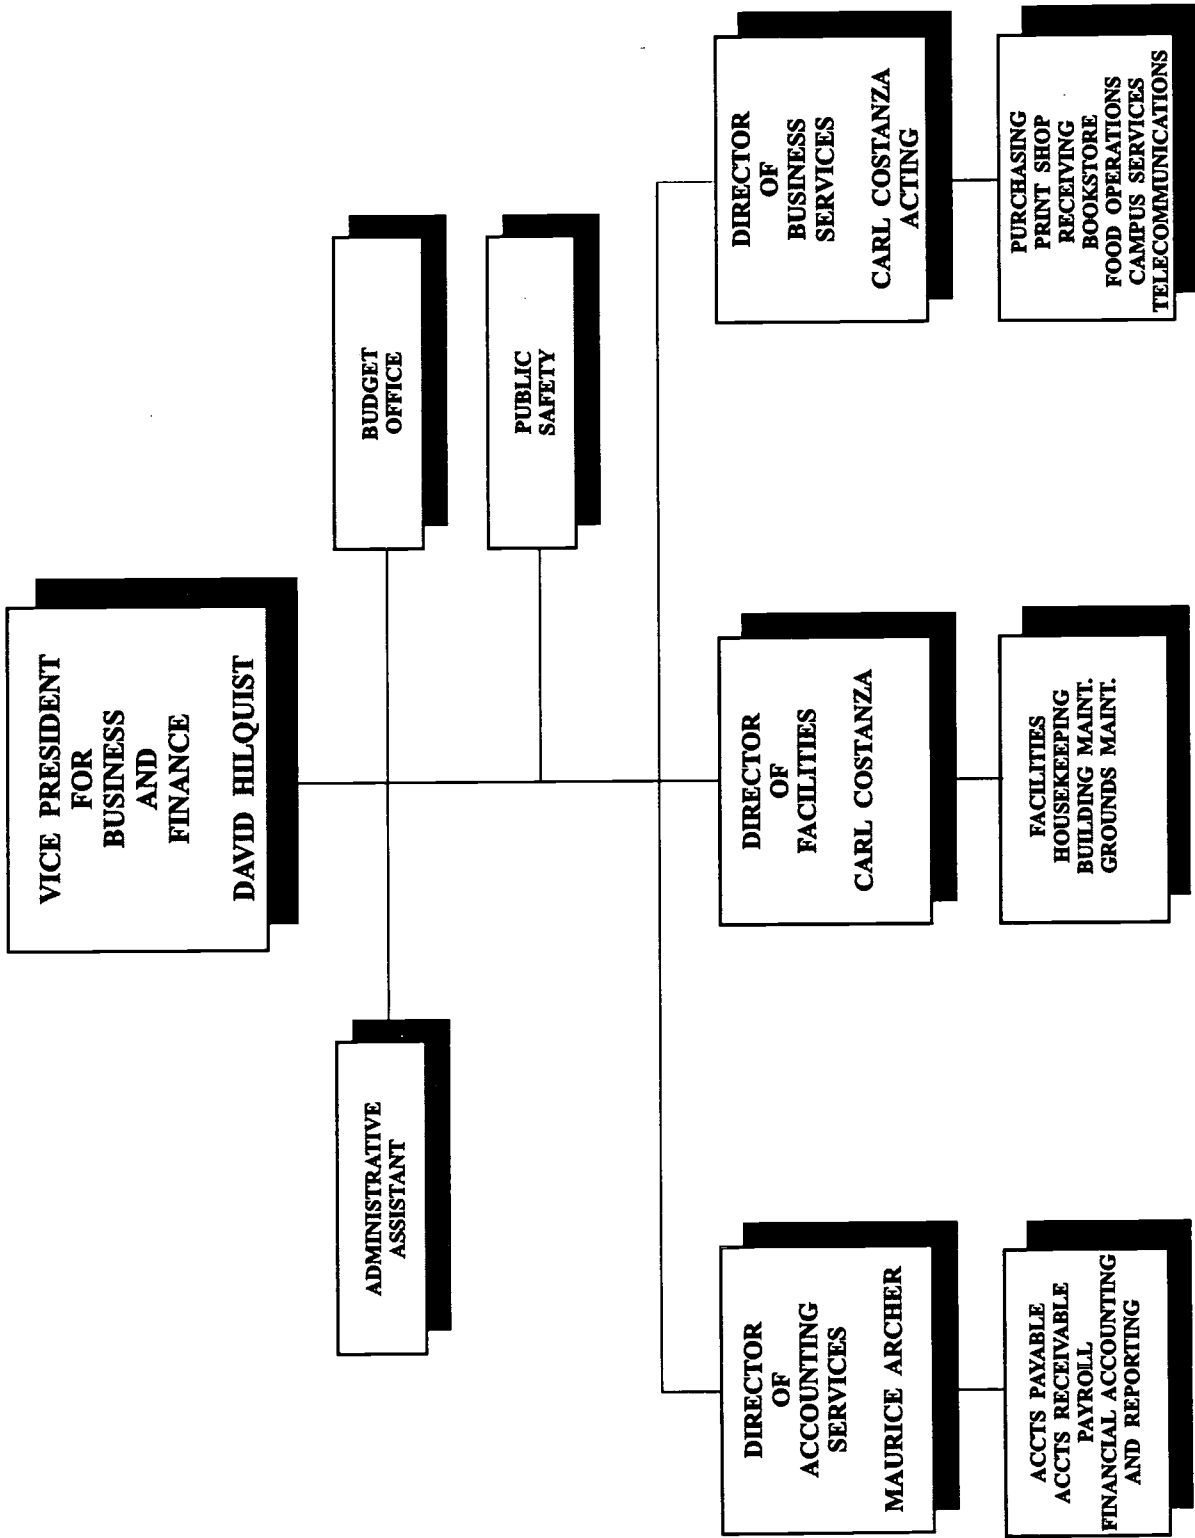 VICE PRESIDENT
FOR
BUSINESS
AND
FINANCE
DAVID HILQUIST
ADMINISTRATIVE
ASSISTANT
BUDGET
OFFICE
PUBLIC
SAFETY
DIRECTOR
OF
ACCOUNTING
SERVICES
MAURICE ARCHER
DIRECTOR
OF
FACILITIES
CARL COSTANZA
DIRECTOR
OF
BUSINESS
SERVICES
CARL COSTANZA
ACTING
ACCTS PAYABLE
ACCTS RECEIVABLE
PAYROLL
FINANCIAL ACCOUNTING
AND REPORTING
FACILITIES
HOUSEKEEPING
BUILDING MAINT.
GROUNDS MAINT.
PURCHASING
PRINT SHOP
RECEIVING
BOOKSTORE
FOOD OPERATIONS
CAMPUS SERVICES
TELECOMMUNICATIONS